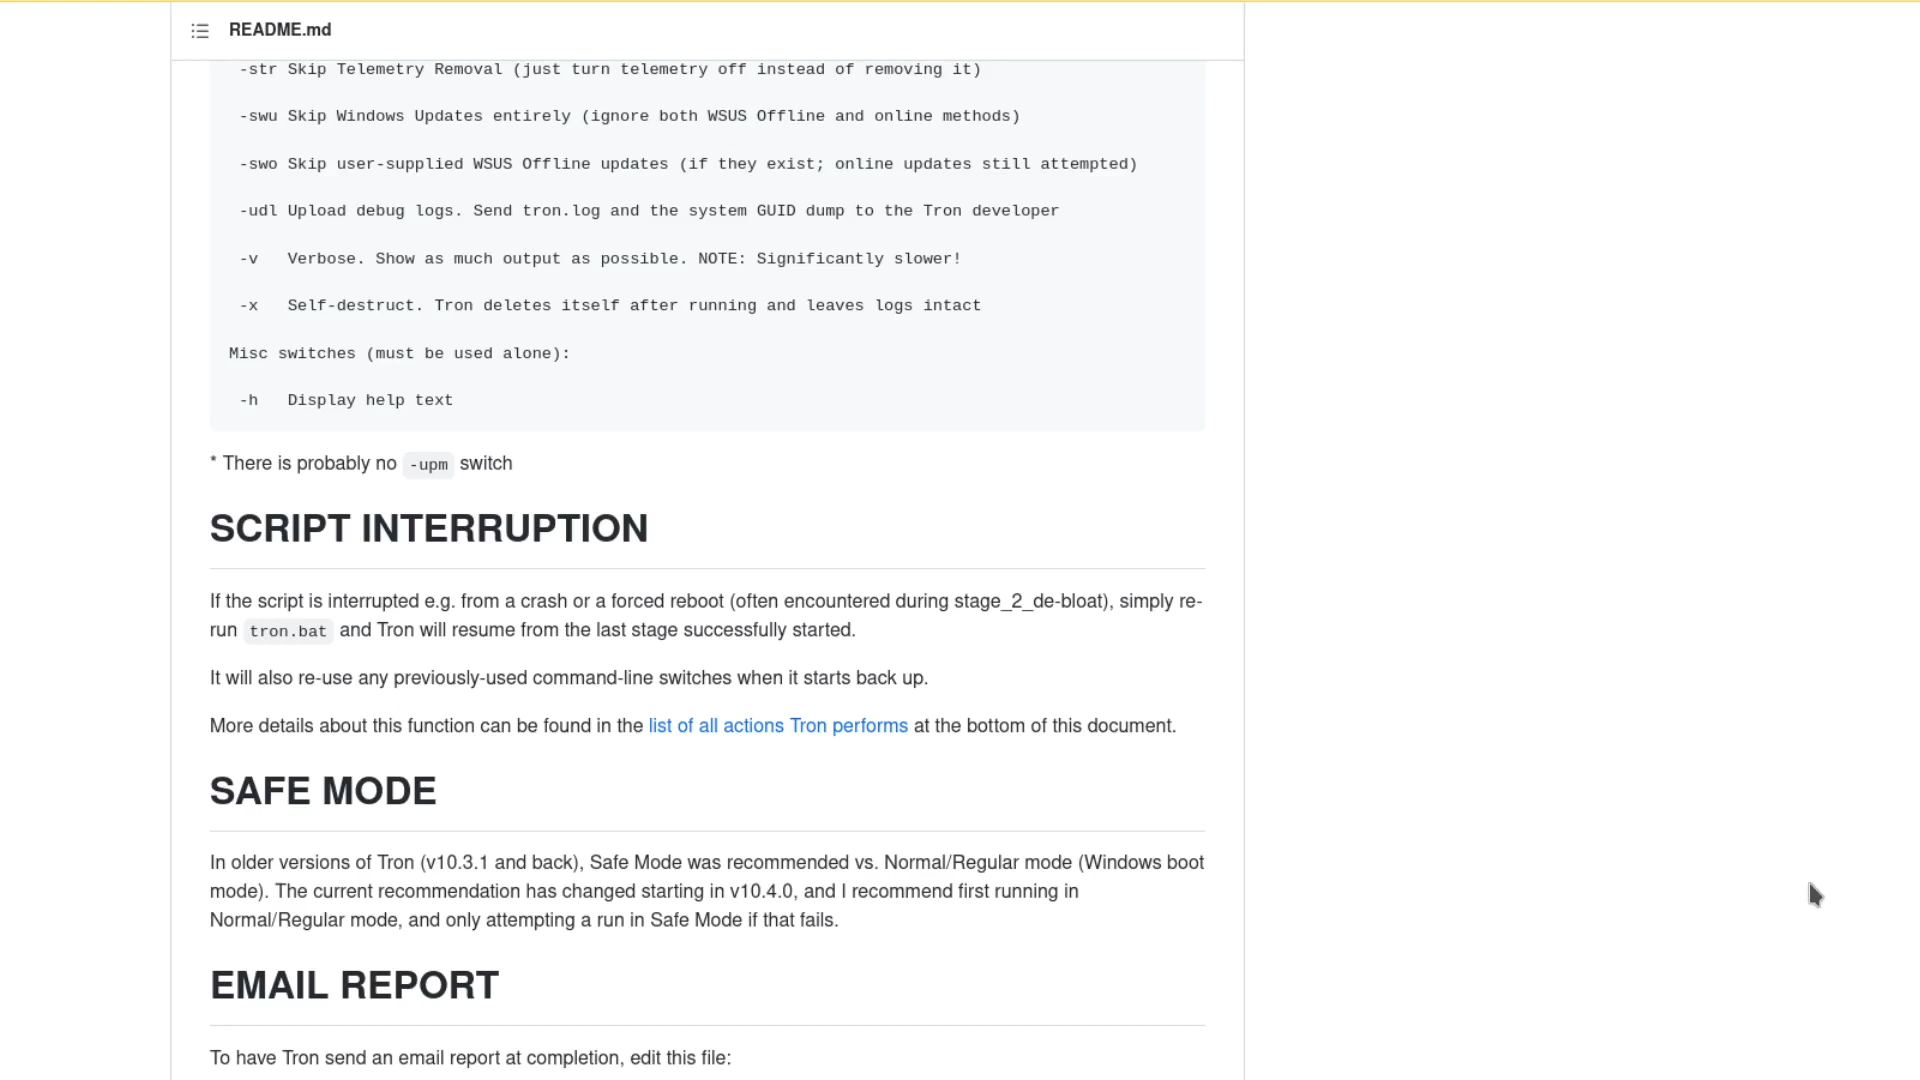 README.md
-str Skip Telemetry Removal (just turn telemetry off instead of removing it)
-swu Skip Windows Updates entirely (ignore both WSUS Offline and online methods)
-swo Skip user-supplied WSUS Offline updates (if they exist; online updates still attempted)
-udl Upload debug logs. Send tron.log and the system GUID dump to the Tron developer
-v   Verbose. Show as much output as possible. NOTE: Significantly slower!
-x   Self-destruct. Tron deletes itself after running and leaves logs intact
Misc switches (must be used alone):
-h   Display help text
* There is probably no -upm switch
SCRIPT INTERRUPTION
If the script is interrupted e.g. from a crash or a forced reboot (often encountered during stage_2_de-bloat), simply re-
run tron.bat and Tron will resume from the last stage successfully started.
It will also re-use any previously-used command-line switches when it starts back up.
More details about this function can be found in the list of all actions Tron performs at the bottom of this document.
SAFE MODE
In older versions of Tron (v10.3.1 and back), Safe Mode was recommended vs. Normal/Regular mode (Windows boot
mode). The current recommendation has changed starting in v10.4.0, and I recommend first running in
Normal/Regular mode, and only attempting a run in Safe Mode if that fails.
EMAIL REPORT
To have Tron send an email report at completion, edit this file: